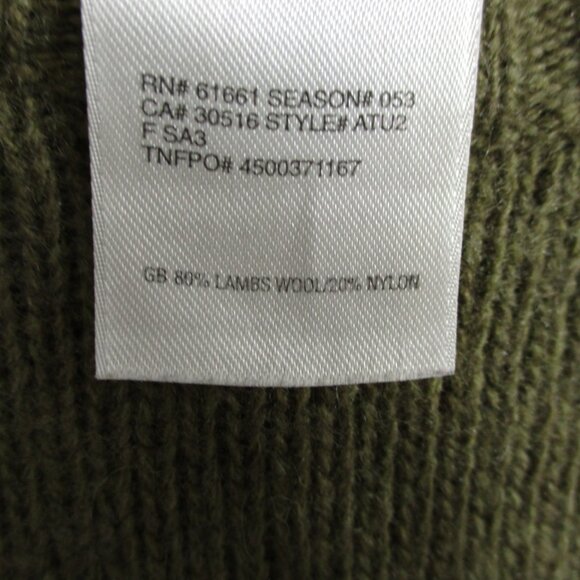 RN# 61661 SEASON# 053
CA# 30516 STYLE# ATU2
F SA3
TNFPO# 4500371167
GB 80% LAMBS WOOL/20% NYLON